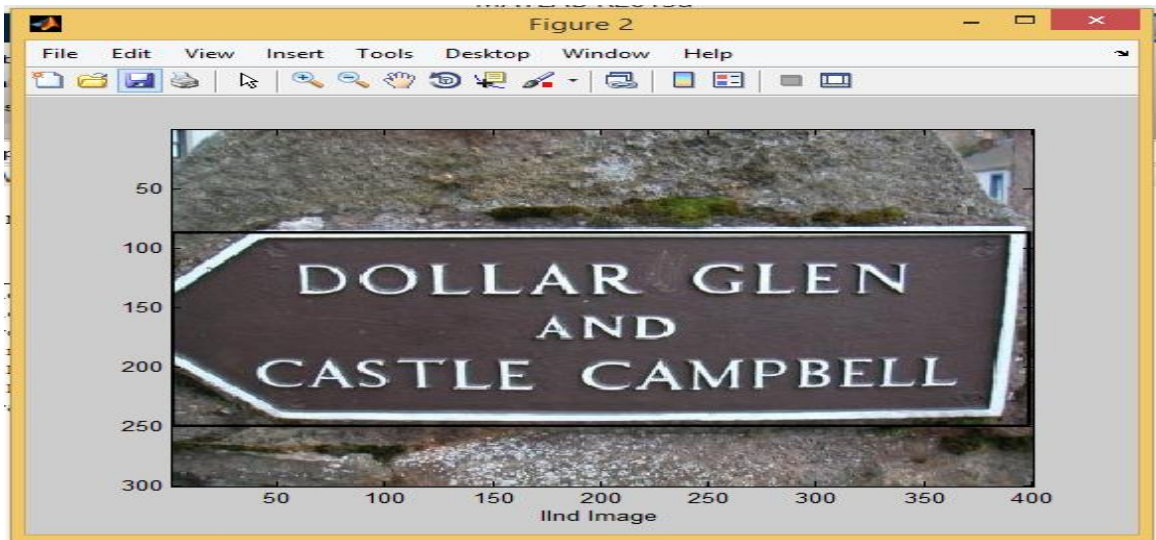 Figure 2
File Edit View Insert Tools Desktop Window Help
50
100
150
200
250
300
DOLLAR GLEN
AND
CASTLE CAMPBELL
50 100 150 200 250 300 350 400
IInd Image